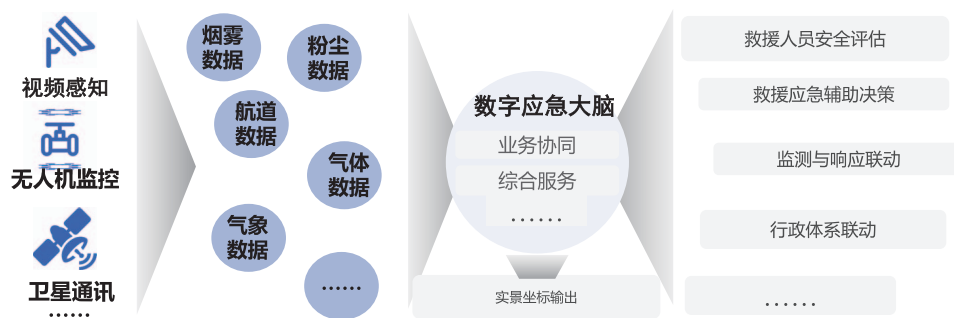 视频感知
无人机监控
卫星通讯
......
烟雾
数据
粉尘
数据
航道
数据
气体
数据
气象
数据
......
数字应急大脑
业务协同
综合服务
......
实景坐标输出
救援人员安全评估
救援应急辅助决策
监测与响应联动
行政体系联动
......